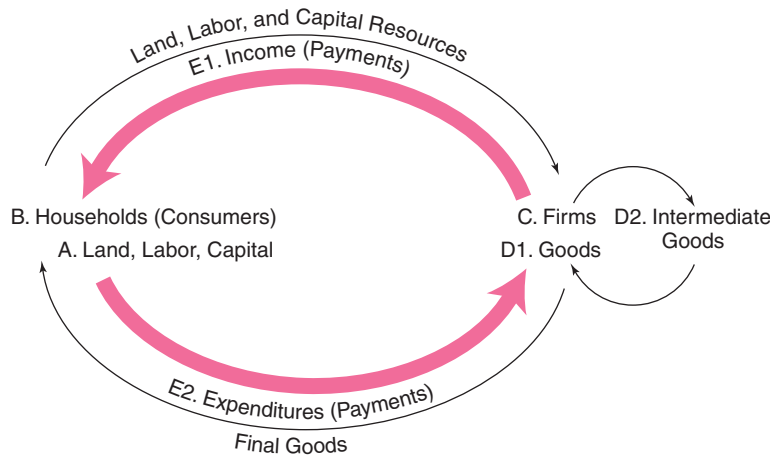 Land, Labor, and Capital Resources
E1. Income (Payments)
B. Households (Consumers)
A. Land, Labor, Capital
C. Firms
D1. Goods
D2. Intermediate
Goods
E2. Expenditures (Payments)
Final Goods